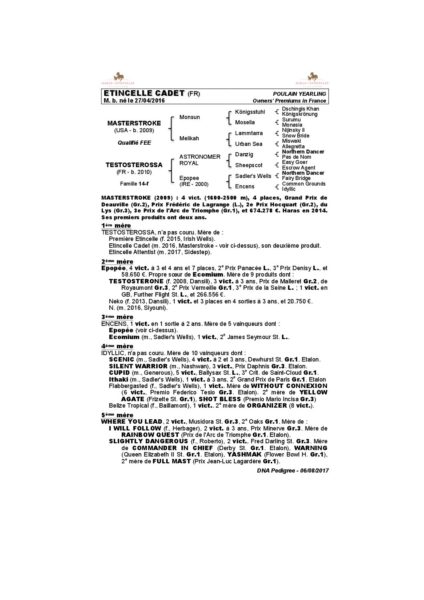 ETINCELLE CADET (FR)
POULAIN YEARLING
M. b. né le 27/04/2016
Owners' Premiums in France
MASTERSTROKE
(USA - b. 2009)
Qualifié FEE
TESTOSTEROSSA
(FR - b. 2010)
Famille 14-f
Monsun
Melikah
ASTRONOMER
ROYAL
Epopee
(IRE - 2000)
Königsstuhl
Mosella
Lammtarra
Urban Sea
Danzig
Sheepscot
Sadler's Wells
Encens
Dschingis Khan
Königskrönung
Surumu
Monasia
Nijinsky II
Snow Bride
Miswaki
Allegretta
Northern Dancer
Pas de Nom
Easy Goer
Escrow Agent
Northern Dancer
Fairy Bridge
Common Grounds
Idyllic
MASTERSTROKE (2009) : 4 vict. (1600-2500 m), 4 places, Grand Prix de
Deauville (Gr.2), Prix Frédéric de Lagrange (L.), 2e Prix Hocquart (Gr.2), du
Lys (Gr.3), 3e Prix de l'Arc de Triomphe (Gr.1), et 674.278 €. Haras en 2014.
Ses premiers produits ont deux ans.
1ère mère
TESTOSTEROSSA, n'a pas couru. Mère de :
Premiere Etincelle (f. 2015, Irish Wells).
Etincelle Cadet (m. 2016, Masterstroke - voir ci-dessus), son deuxième produit.
Etincelle Attentist (m. 2017, Sidestep).
2ème mère
Epopée, 4 vict. à 3 et 4 ans et 7 places, 2° Prix Panacée L., 3° Prix Denisy L., et
58.650 €. Propre sœur de Ecomium. Mère de 9 produits dont :
TESTOSTERONE (f. 2008, Dansili), 3 vict. à 3 ans, Prix de Malleret Gr.2, de
Royaumont Gr.3, 2° Prix Vermeille Gr.1, 3° Prix de la Seine L. ; 1 vict. en
GB, Further Flight St. L., et 266.556 €.
Neko (f. 2013, Dansili), 1 vict. et 3 places en 4 sorties à 3 ans, et 20.750 €.
N. (m. 2016, Siyouni).
3ème mère
ENCENS, 1 vict. en 1 sortie à 2 ans. Mère de 5 vainqueurs dont :
Epopée (voir ci-dessus).
Ecomium (m., Sadler's Wells), 1 vict., 2° James Seymour St. L..
4ème mère
IDYLLIC, n'a pas couru. Mère de 10 vainqueurs dont :
SCENIC (m., Sadler's Wells), 4 vict. à 2 et 3 ans, Dewhurst St. Gr.1. Etalon.
SILENT WARRIOR (m., Nashwan), 3 vict., Prix Daphnis Gr.3. Etalon.
CUPID (m., Generous), 5 vict., Ballysax St. L., 3° Crit. de Saint-Cloud Gr.1.
Ithaki (m., Sadler's Wells), 1 vict. à 3 ans, 2° Grand Prix de Paris Gr.1. Etalon
Flabbergasted (f., Sadler's Wells), 1 vict.. Mère de WITHOUT CONNEXION
(6 vict., Premio Federico Tesio Gr.3. Etalon). 2° mère de YELLOW
AGATE (Frizette St. Gr.1), SHOT BLESS (Premio Mario Incisa Gr.3)
Belize Tropical (f., Baillamont), 1 vict.. 2° mère de ORGANIZER (8 vict.).
5ème mère
WHERE YOU LEAD, 2 vict., Musidora St. Gr.3, 2° Oaks Gr.1. Mère de :
I WILL FOLLOW (f., Herbager), 2 vict. à 3 ans, Prix Minerve Gr.3. Mère de
RAINBOW QUEST (Prix de l'Arc de Triomphe Gr.1. Etalon).
SLIGHTLY DANGEROUS (f., Roberto), 2 vict., Fred Darling St. Gr.3. Mère
de COMMANDER IN CHIEF (Derby St. Gr.1. Etalon), WARNING
(Queen Elizabeth II St. Gr.1. Etalon), YASHMAK (Flower Bowl H. Gr.1),
2° mère de FULL MAST (Prix Jean-Luc Lagardère Gr.1).
DNA Pedigree - 06/08/2017